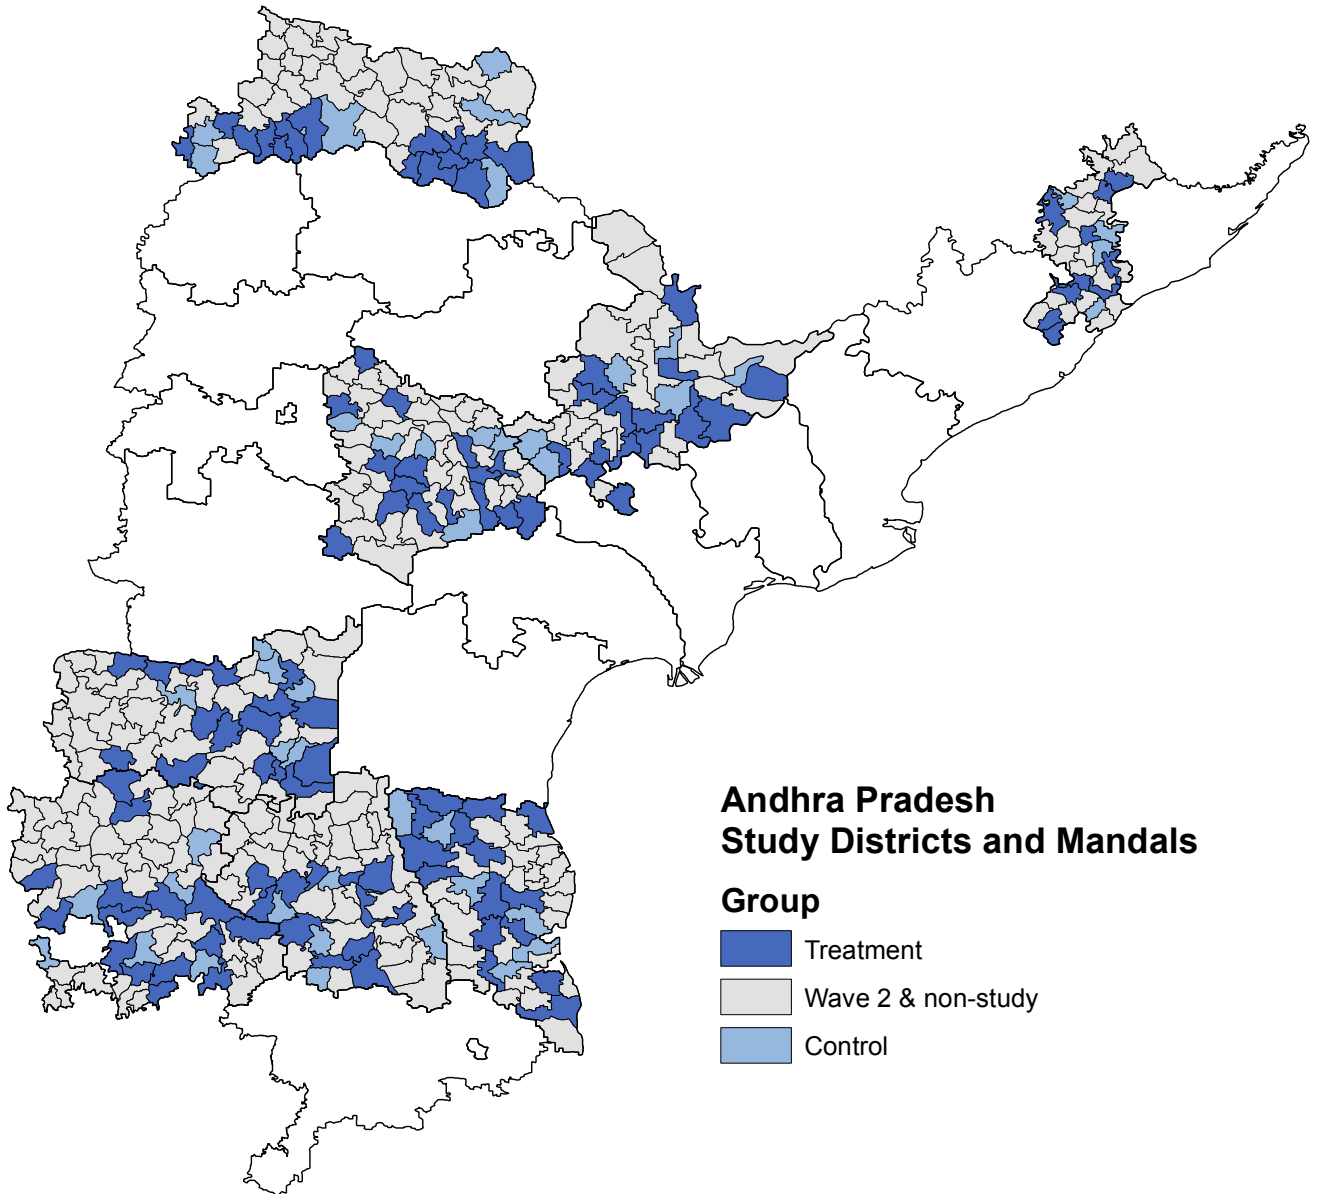 Andhra Pradesh
Study Districts and Mandals
Group
Treatment
Wave 2 & non-study
Control